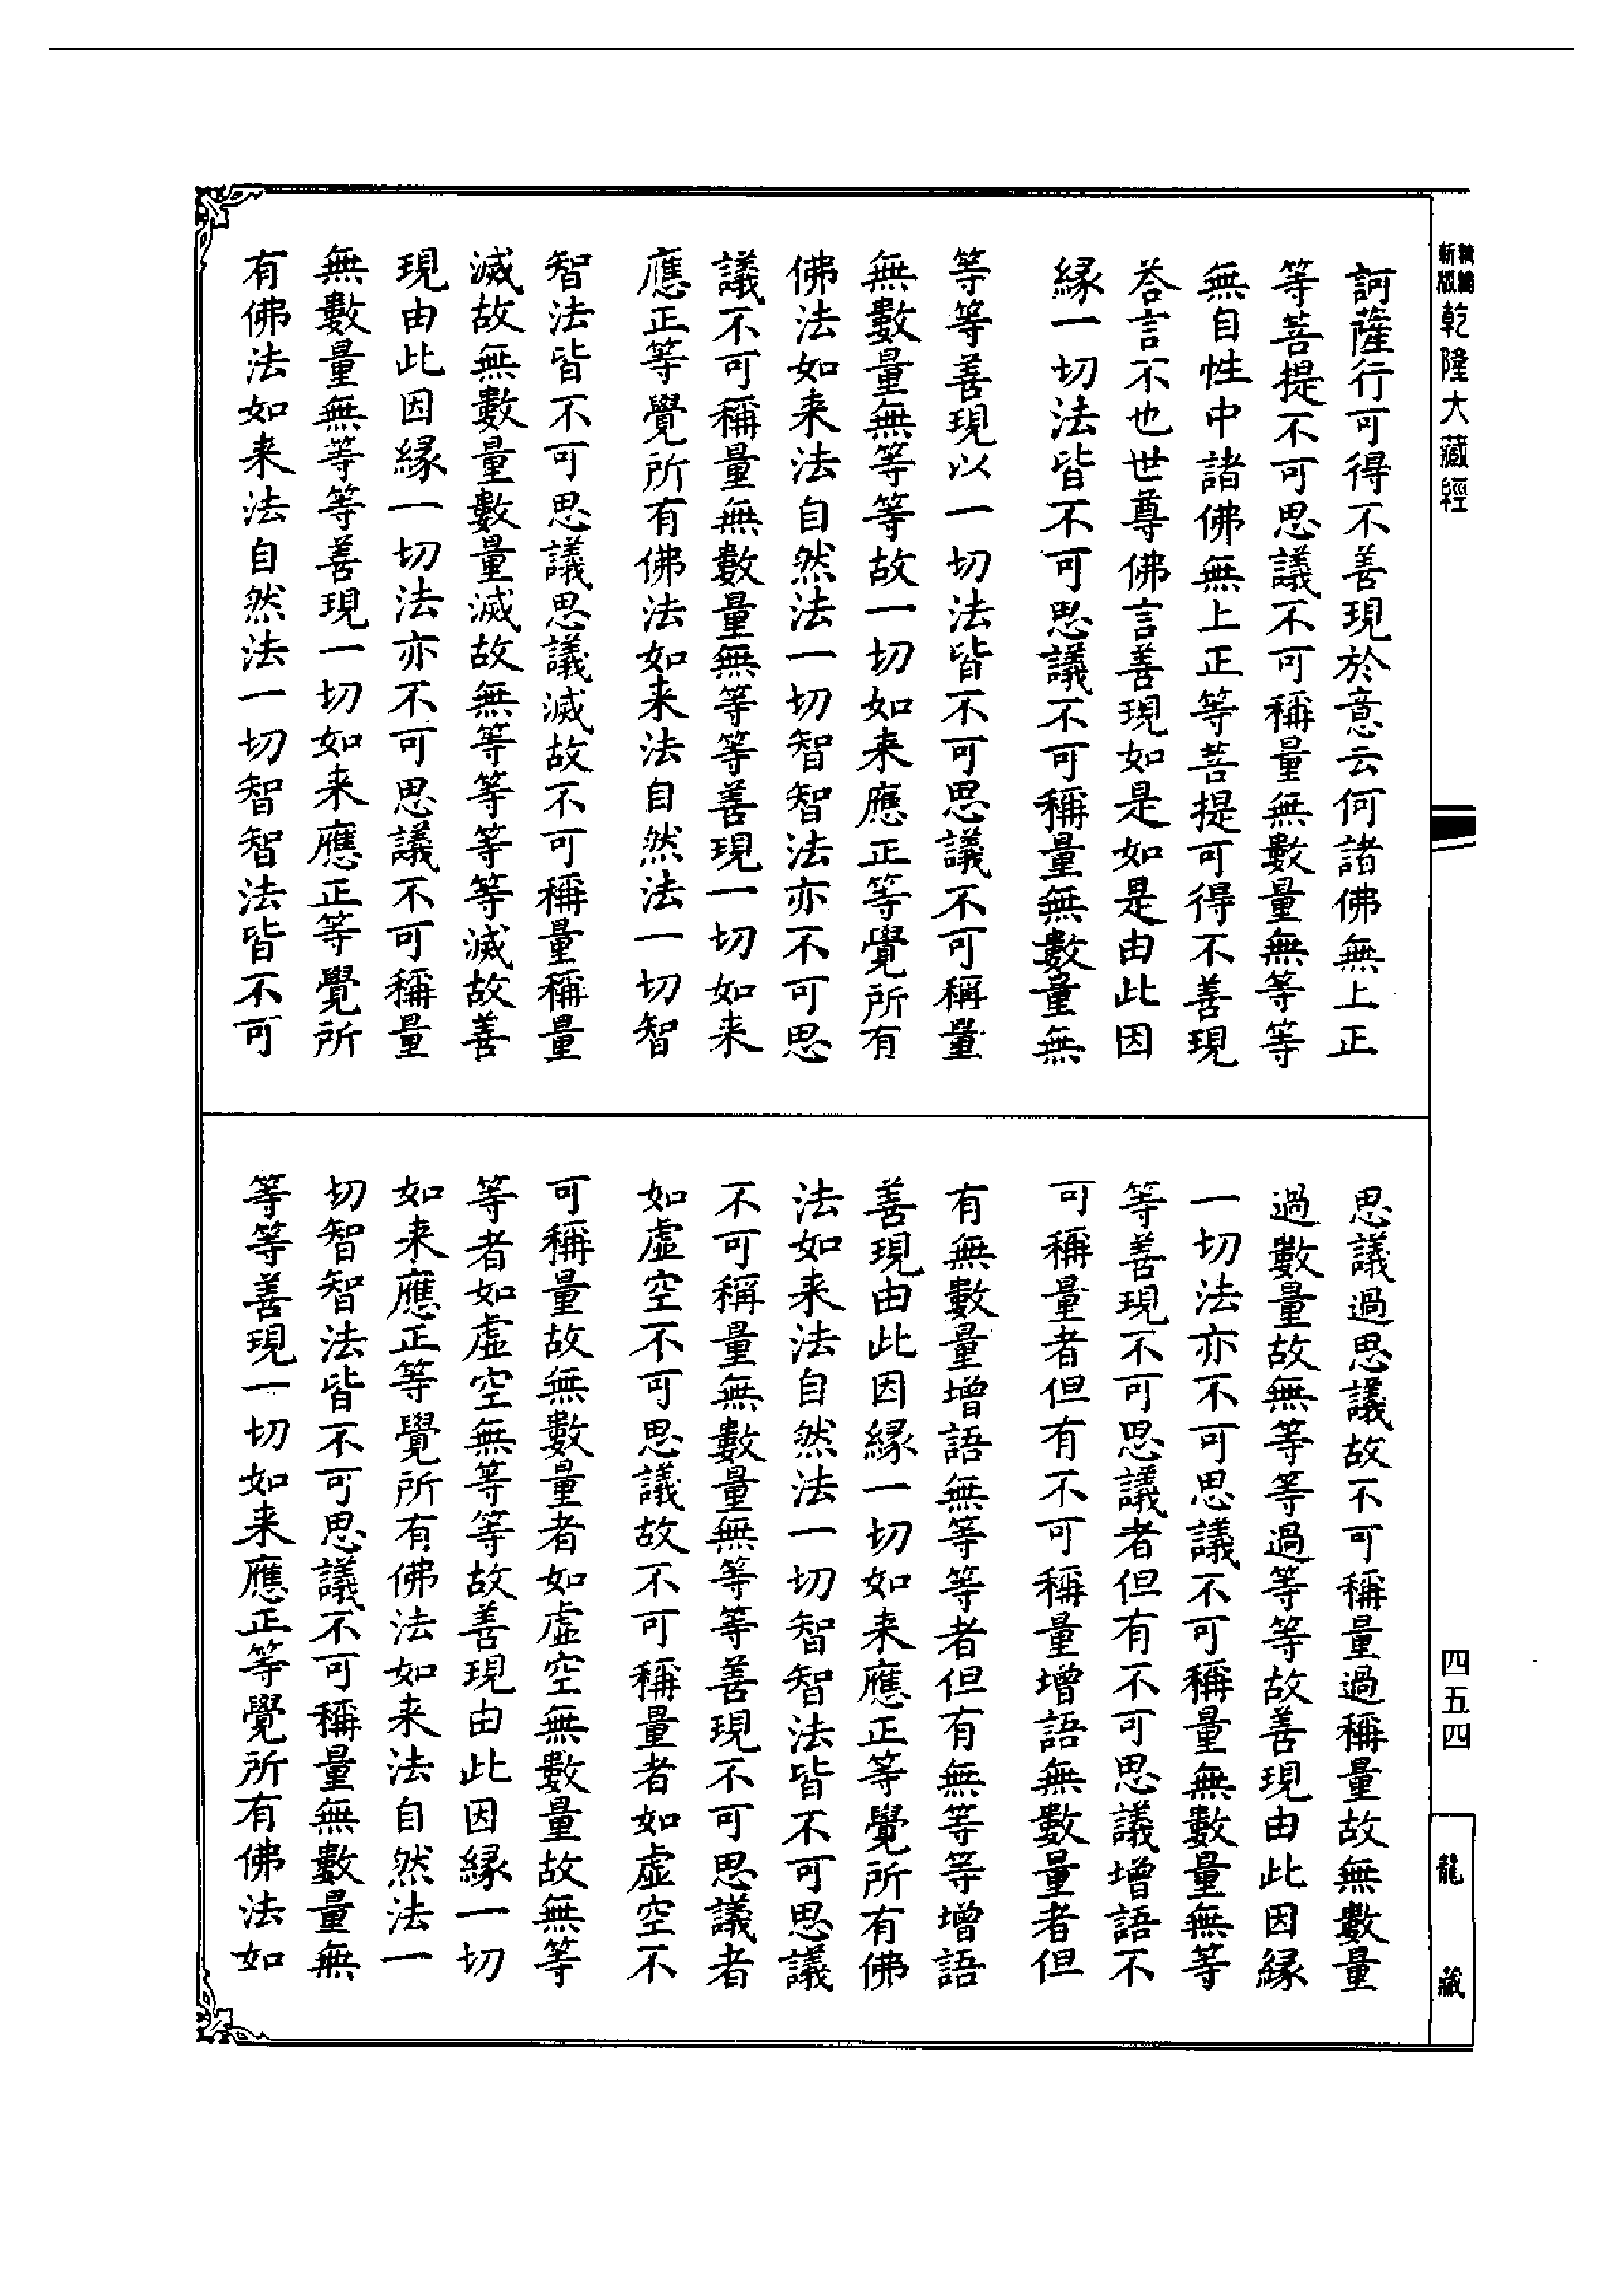 精編新版乾隆大藏經
四五四
龍藏
訶薩行可得不善現於意云何諸佛無上正
等菩提不可思議不可稱量無數量無等等
無自性中諸佛無上正等菩提可得不善現
荅言不也世尊佛言善現如是如是由此因
緣一切法皆不可思議不可稱量無數量無
等等善現以一切法皆不可思議不可稱量
無數量無等等故一切如来應正等覺所有
佛法如来法自然法一切智智法亦不可思
議不可稱量無數量無等等善現一切如来
應正等覺所有佛法如来法自然法一切智
智法皆不可思議思議滅故不可稱量稱量
滅故無數量數量滅故無等等等等滅故善
現由此因緣一切法亦不可思議不可稱量
無數量無等等善現一切如来應正等覺所
有佛法如来法自然法一切智智法皆不可
思議過思議故不可稱量過稱量故無數量
過數量故無等等過等等故善現由此因緣
一切法亦不可思議不可稱量無數量無等
等善現不可思議者但有不可思議增語不
可稱量者但有不可稱量增語無數量者但
有無數量增語無等等者但有無等等增語
善現由此因緣一切如来應正等覺所有佛
法如来法自然法一切智智法皆不可思議
不可稱量無數量無等等善現不可思議者
如虛空不可思議故不可稱量者如虛空不
可稱量故無數量者如虛空無數量故無等
等者如虛空無等等故善現由此因緣一切
如来應正等覺所有佛法如来法自然法一
切智智法皆不可思議不可稱量無數量無
等等善現一切如来應正等覺所有佛法如